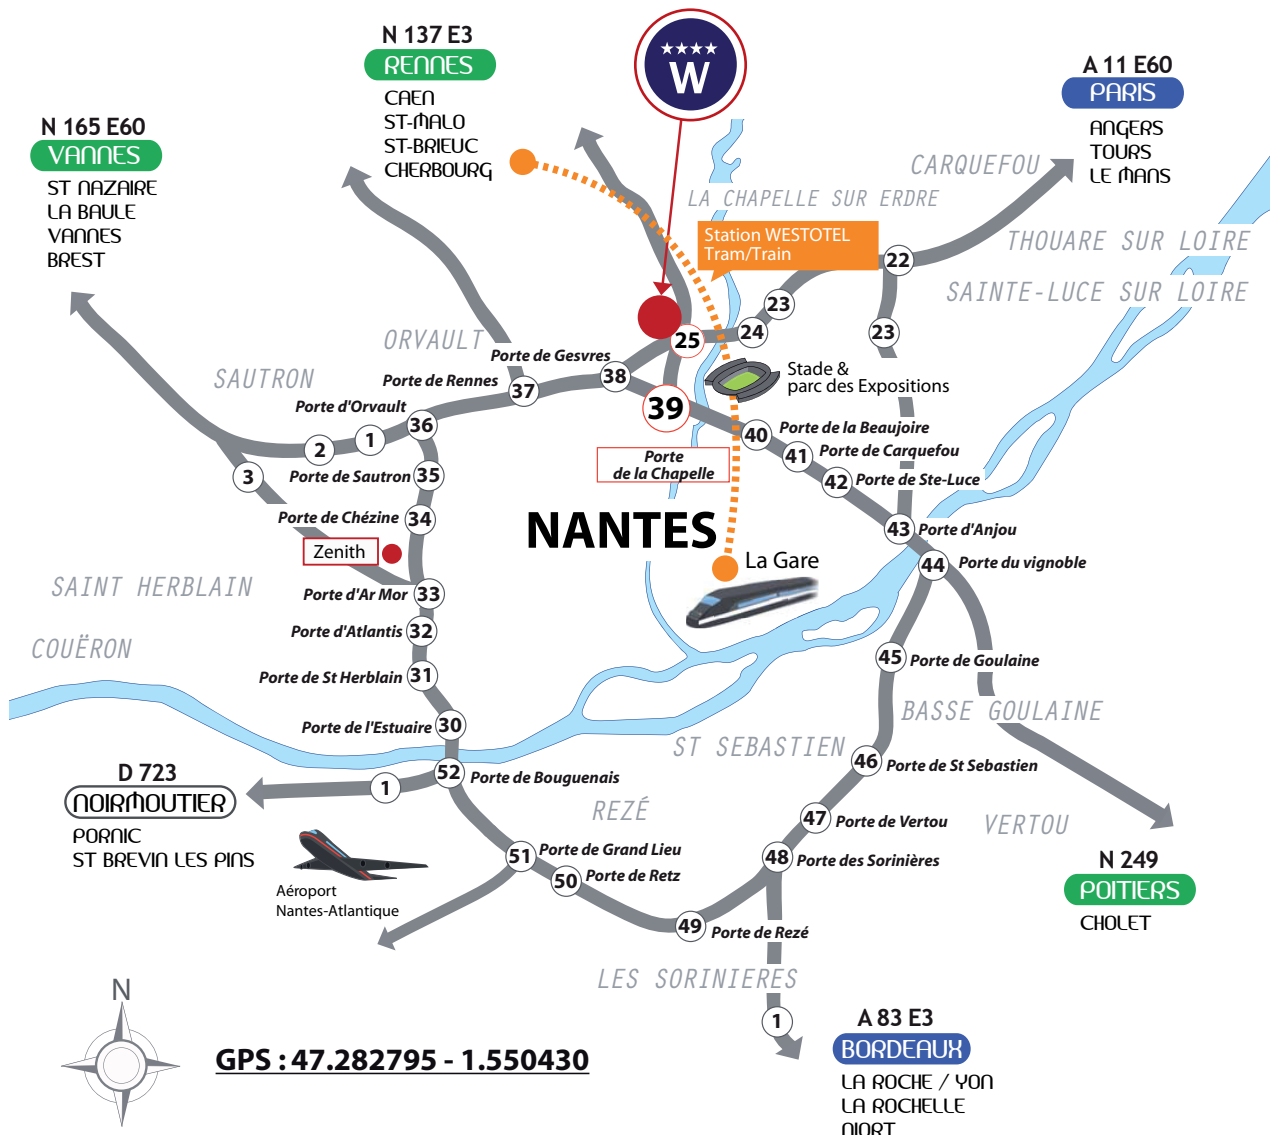 N 137 E3
RENNES
CAEN
ST-MALO
ST-BRIEUC
CHERBOURG
★★★★
W
A 11 E60
PARIS
ANGERS
TOURS
LE MANS
N 165 E60
VANNES
ST NAZAIRE
LA BAULE
VANNES
BREST
CARQUEFOU
LA CHAPELLE SUR ERDRE
THOUARE SUR LOIRE
SAINTE-LUCE SUR LOIRE
Station WESTOTEL
Tram/Train
22
23
23
24
25
ORVAULT
SAUTRON
Porte de Gesvres
38
Porte de Rennes
37
Porte d'Orvault
36
1
2
3
39
Porte
de la Chapelle
Stade &
parc des Expositions
40
Porte de la Beaujoire
41
Porte de Carquefou
42
Porte de Ste-Luce
43
Porte d'Anjou
44
Porte du vignoble
Porte de Sautron
35
Porte de Chézine
34
Zenith
NANTES
La Gare
SAINT HERBLAIN
COUËRON
Porte d'Ar Mor
33
Porte d'Atlantis
32
Porte de St Herblain
31
Porte de l'Estuaire
30
45
Porte de Goulaine
BASSE GOULAINE
ST SEBASTIEN
46
Porte de St Sebastien
47
Porte de Vertou
VERTOU
48
Porte des Sorinières
D 723
NOIRMOUTIER
PORNIC
ST BREVIN LES PINS
1
52
Porte de Bouguenais
REZÉ
51
Porte de Grand Lieu
50
Porte de Retz
49
Porte de Rezé
Aéroport
Nantes-Atlantique
LES SORINIERES
N 249
POITIERS
CHOLET
1
N
GPS : 47.282795 - 1.550430
A 83 E3
BORDEAUX
LA ROCHE / YON
LA ROCHELLE
NIORT